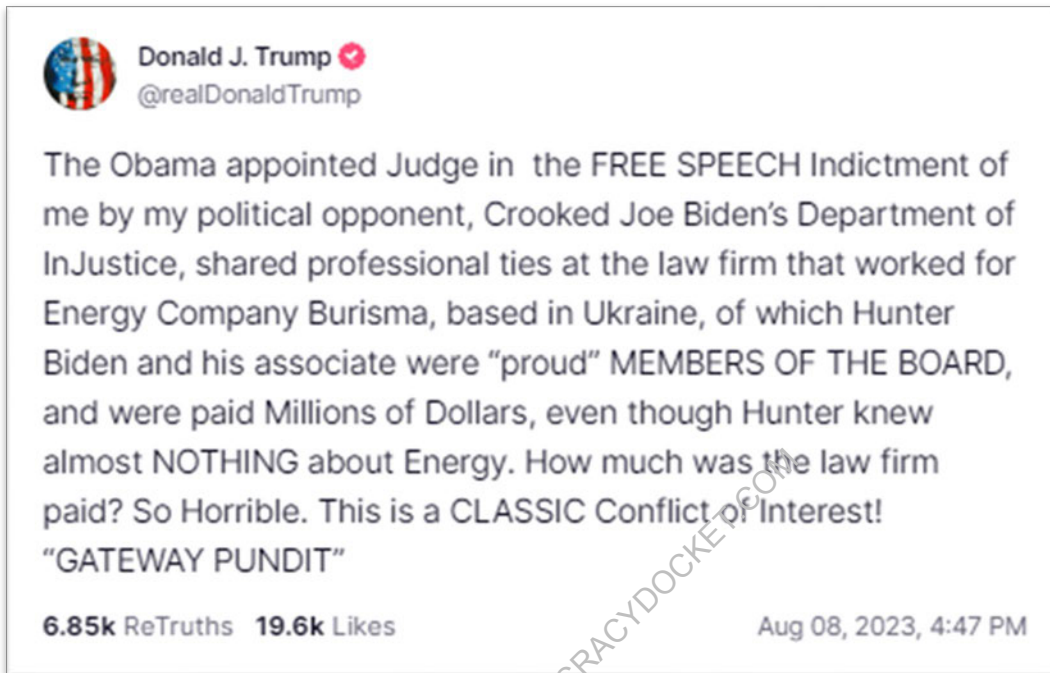 Donald J. Trump
@realDonaldTrump
The Obama appointed Judge in the FREE SPEECH Indictment of
me by my political opponent, Crooked Joe Biden's Department of
InJustice, shared professional ties at the law firm that worked for
Energy Company Burisma, based in Ukraine, of which Hunter
Biden and his associate were “proud” MEMBERS OF THE BOARD,
and were paid Millions of Dollars, even though Hunter knew
almost NOTHING about Energy. How much was the law firm
paid? So Horrible. This is a CLASSIC Conflict of Interest!
“GATEWAY PUNDIT”
6.85k ReTruths 19.6k Likes Aug 08, 2023, 4:47 PM
RACYDOCKET.COM